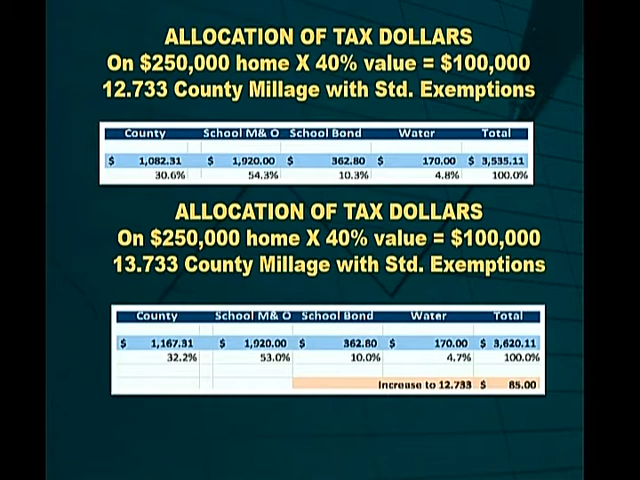 ALLOCATION OF TAX DOLLARS
On $250,000 home X 40% value = $100,000
12.733 County Millage with Std. Exemptions
County School M& O School Bond Water Total
$ 1,082.31 $ 1,920.00 $ 362.80 $ 170.00 $ 3,535.11
30.6% 54.3% 10.3% 4.8% 100.0%
ALLOCATION OF TAX DOLLARS
On $250,000 home X 40% value = $100,000
13.733 County Millage with Std. Exemptions
County School M& O School Bond Water Total
$ 1,167.31 $ 1,920.00 $ 362.80 $ 170.00 $ 3,620.11
32.2% 53.0% 10.0% 4.7% 100.0%
Increase to 12.733 $ 85.00